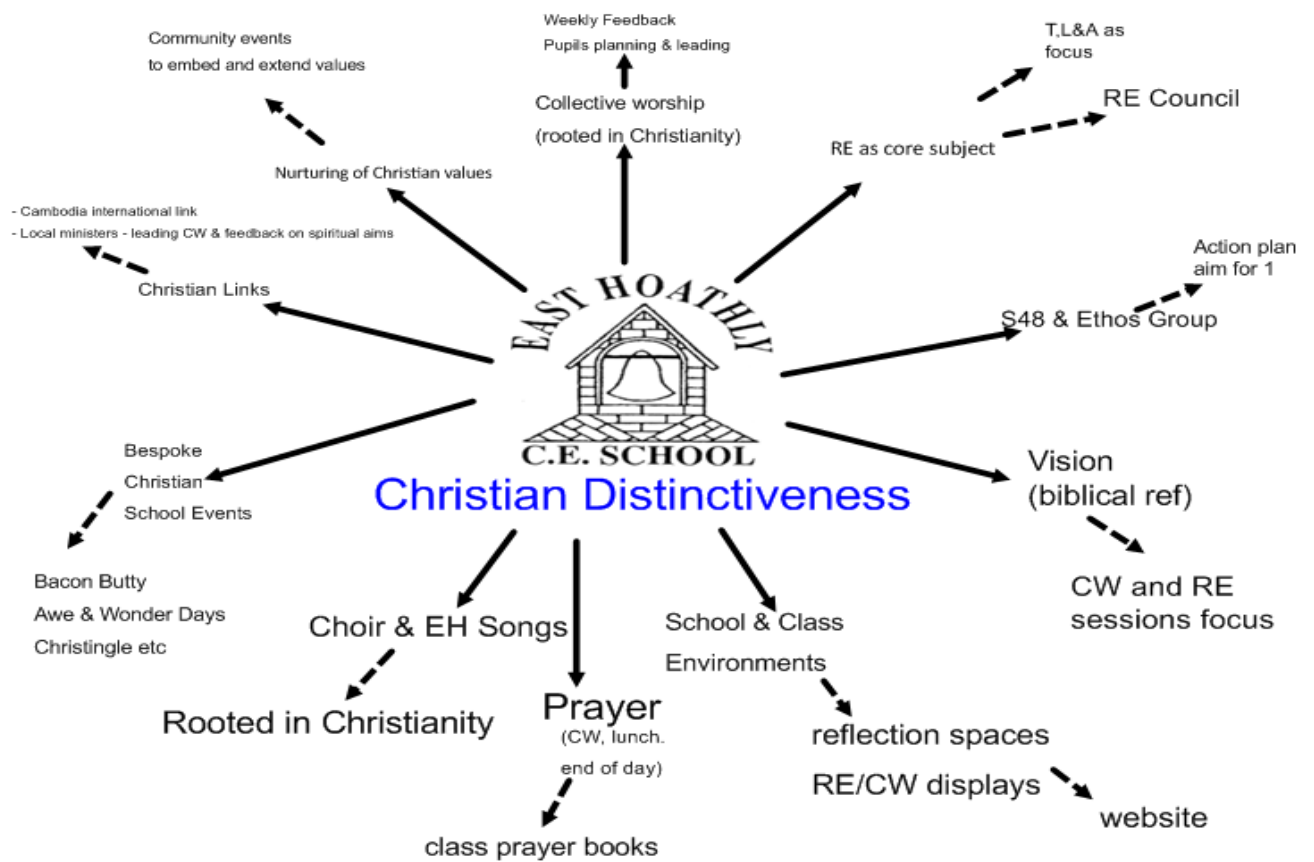 Weekly Feedback
Pupils planning & leading
Collective worship
(rooted in Christianity)
T,L&A as
focus
RE Council
RE as core subject
Community events
to embed and extend values
Nurturing of Christian values
- Cambodia international link
- Local ministers - leading CW & feedback on spiritual aims
Christian Links
Action plan
aim for 1
S48 & Ethos Group
EAST HOATHLY
C.E. SCHOOL
Christian Distinctiveness
Bespoke
Christian
School Events
Bacon Butty
Awe & Wonder Days
Christingle etc
Vision
(biblical ref)
CW and RE
sessions focus
Choir & EH Songs
Rooted in Christianity
Prayer
(CW, lunch.
end of day)
class prayer books
School & Class
Environments
reflection spaces
RE/CW displays
website